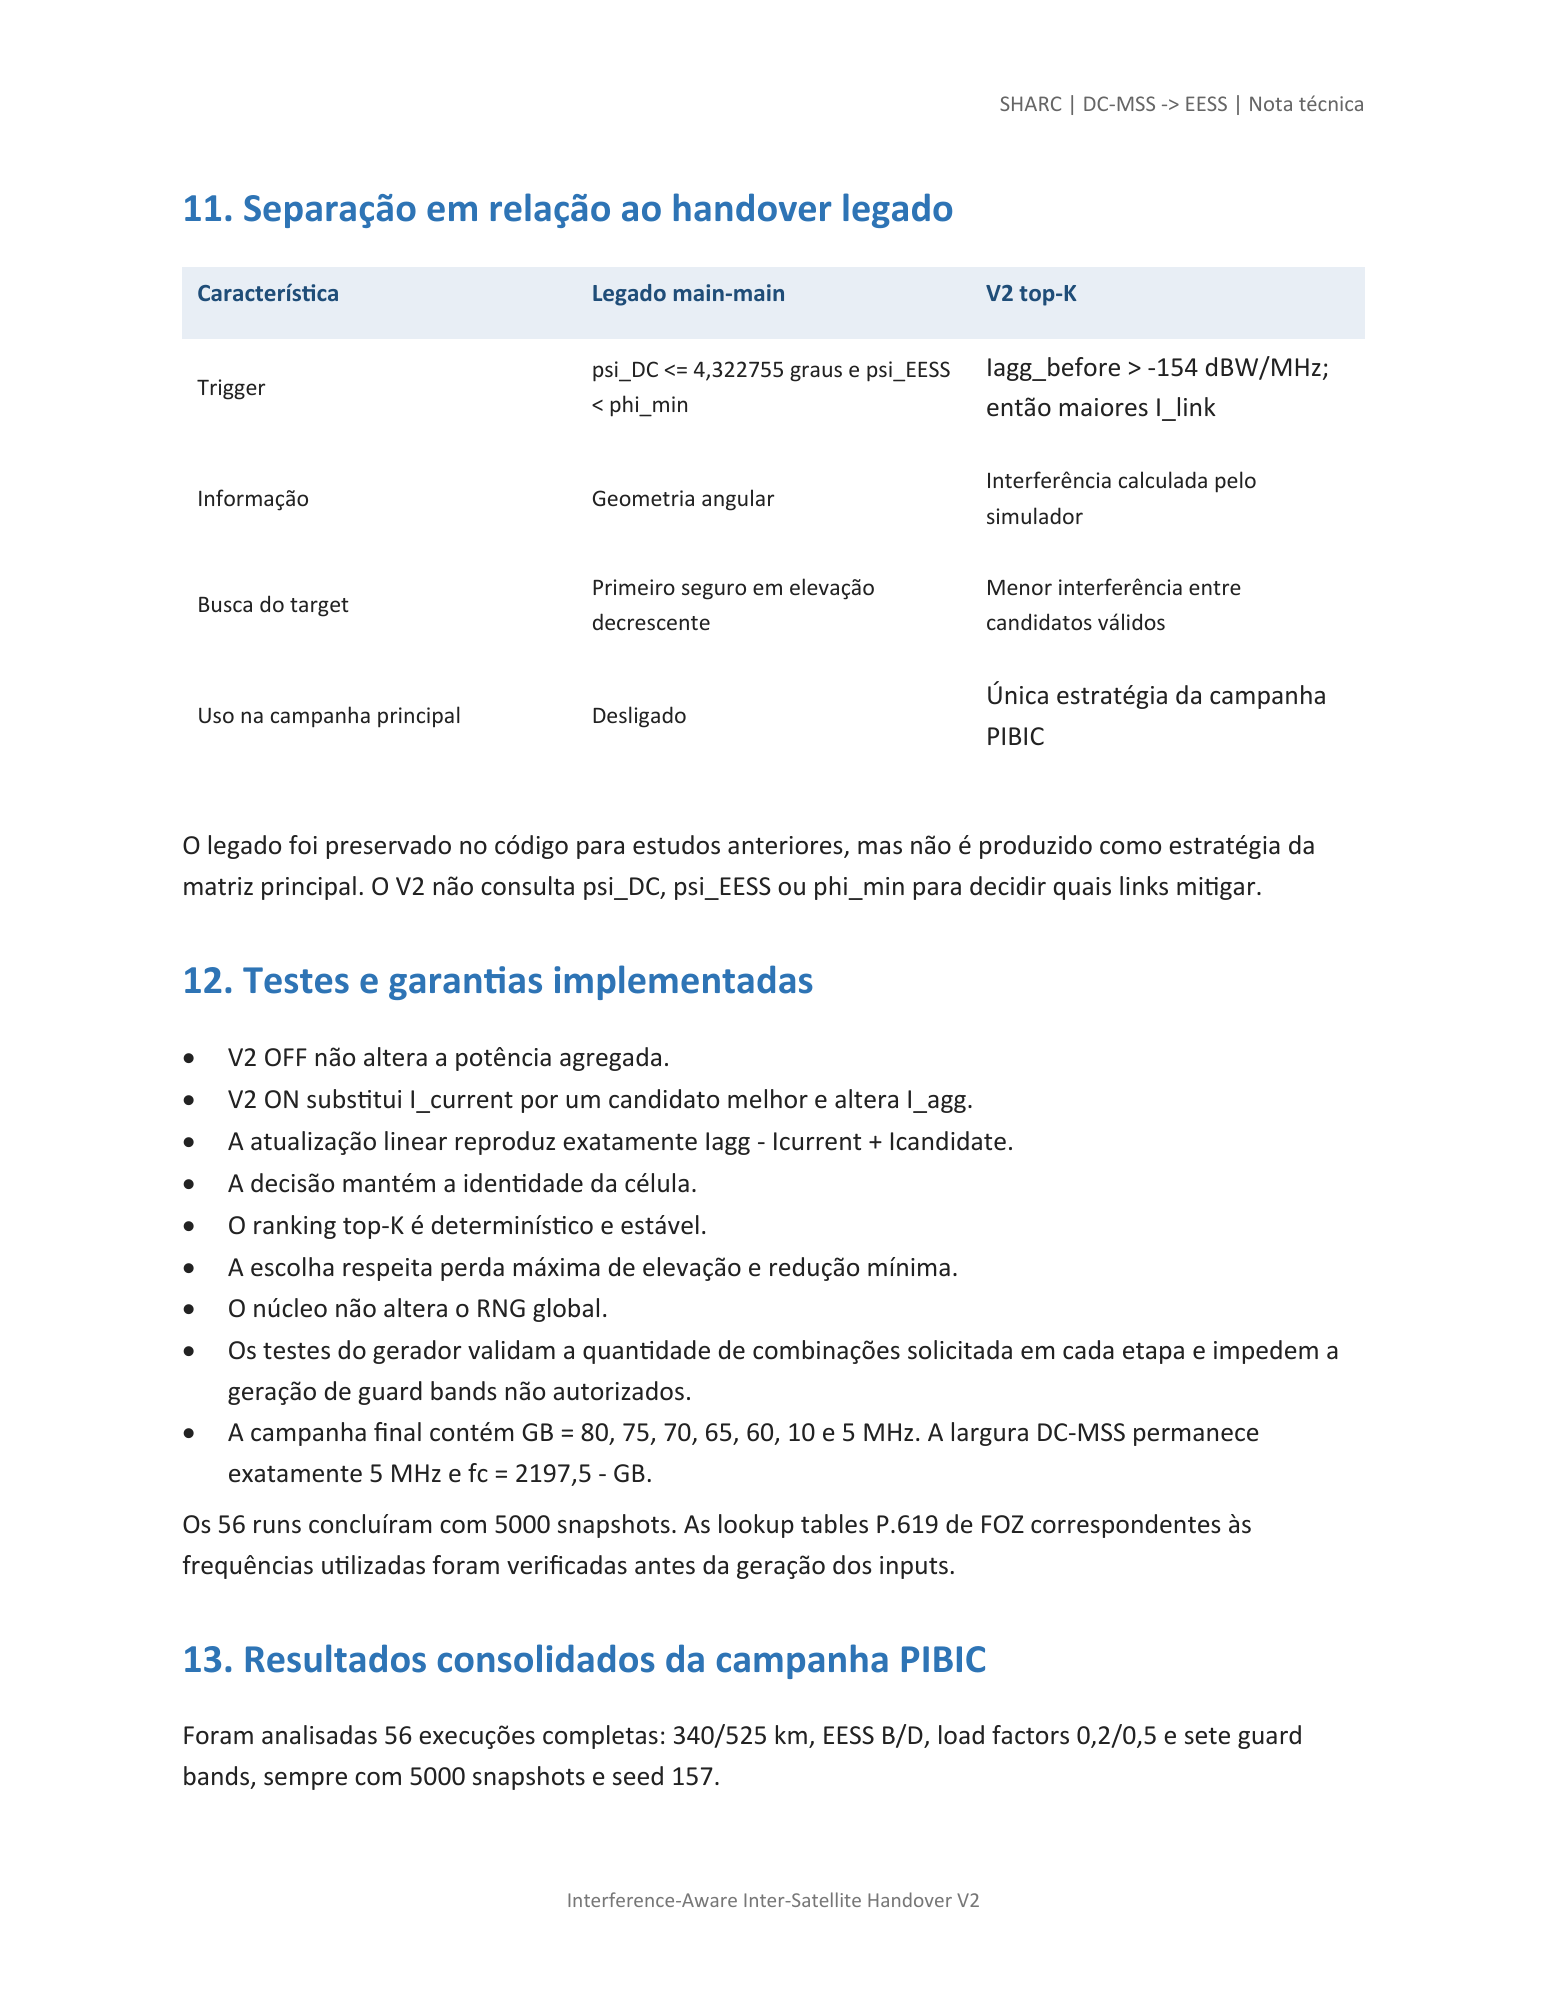 SHARC | DC-MSS -> EESS | Nota técnica
11. Separação em relação ao handover legado
Característica Legado main-main V2 top-K
Trigger psi_DC <= 4,322755 graus e psi_EESS Iagg_before > -154 dBW/MHz;
< phi_min então maiores I_link
Informação Geometria angular Interferência calculada pelo
simulador
Busca do target Primeiro seguro em elevação Menor interferência entre
decrescente candidatos válidos
Uso na campanha principal Desligado Única estratégia da campanha
PIBIC
O legado foi preservado no código para estudos anteriores, mas não é produzido como estratégia da
matriz principal. O V2 não consulta psi_DC, psi_EESS ou phi_min para decidir quais links mitigar.
12. Testes e garantias implementadas
• V2 OFF não altera a potência agregada.
• V2 ON substitui I_current por um candidato melhor e altera I_agg.
• A atualização linear reproduz exatamente Iagg - Icurrent + Icandidate.
• A decisão mantém a identidade da célula.
• O ranking top-K é determinístico e estável.
• A escolha respeita perda máxima de elevação e redução mínima.
• O núcleo não altera o RNG global.
• Os testes do gerador validam a quantidade de combinações solicitada em cada etapa e impedem a
geração de guard bands não autorizados.
• A campanha final contém GB = 80, 75, 70, 65, 60, 10 e 5 MHz. A largura DC-MSS permanece
exatamente 5 MHz e fc = 2197,5 - GB.
Os 56 runs concluíram com 5000 snapshots. As lookup tables P.619 de FOZ correspondentes às
frequências utilizadas foram verificadas antes da geração dos inputs.
13. Resultados consolidados da campanha PIBIC
Foram analisadas 56 execuções completas: 340/525 km, EESS B/D, load factors 0,2/0,5 e sete guard
bands, sempre com 5000 snapshots e seed 157.
Interference-Aware Inter-Satellite Handover V2